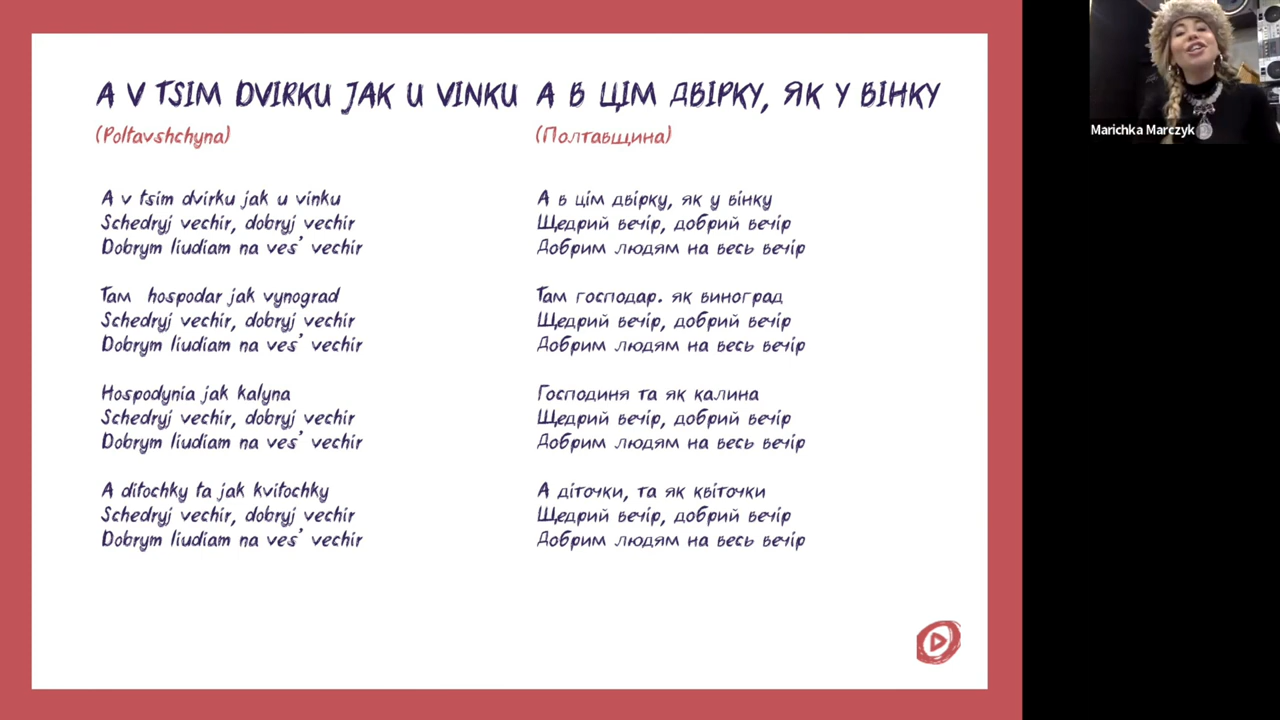 A V TSIM DVIRKU JAK U VINKU
(Poltavshchyna)
A v tsim dvirku jak u vinku
Schedryj vechir, dobryj vechir
Dobrym liudiam na ves' vechir
Tam hospodar jak vynograd
Schedryj vechir, dobryj vechir
Dobrym liudiam na ves' vechir
Hospodynia jak kalyna
Schedryj vechir, dobryj vechir
Dobrym liudiam na ves' vechir
A ditochky ta jak kvitochky
Schedryj vechir, dobryj vechir
Dobrym liudiam na ves' vechir
А В ЦІМ ДВІРКУ, ЯК У ВІНКУ
(Полтавщина)
А в цім двірку, як у вінку
Щедрий вечір, добрий вечір
Добрим людям на весь вечір
Там господар. як виноград
Щедрий вечір, добрий вечір
Добрим людям на весь вечір
Господиня та як калина
Щедрий вечір, добрий вечір
Добрим людям на весь вечір
А діточки, та як квіточки
Щедрий вечір, добрий вечір
Добрим людям на весь вечір
Marichka Marczyk